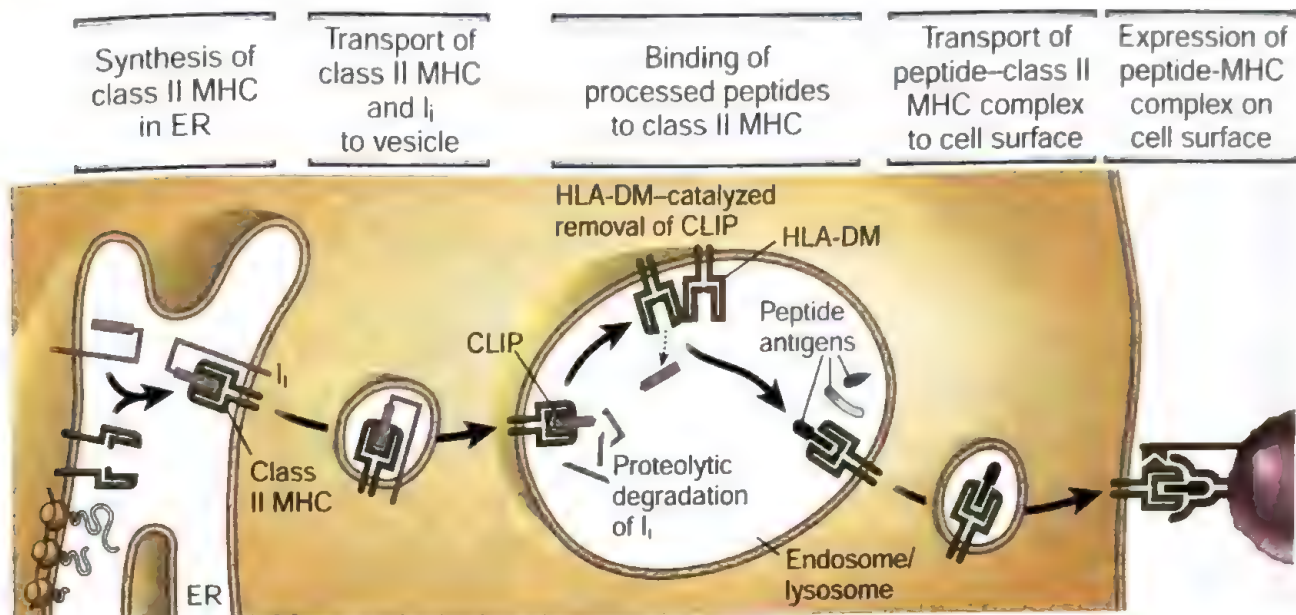 Synthesis of
class II MHC
in ER
Transport of
class II MHC
and Iᵢ
to vesicle
Binding of
processed peptides
to class II MHC
Transport of
peptide–class II
MHC complex
to cell surface
Expression of
peptide-MHC
complex on
cell surface
HLA-DM–catalyzed
removal of CLIP
HLA-DM
Peptide
antigens
CLIP
Iᵢ
Class
II MHC
Proteolytic
degradation
of Iᵢ
Endosome/
lysosome
ER